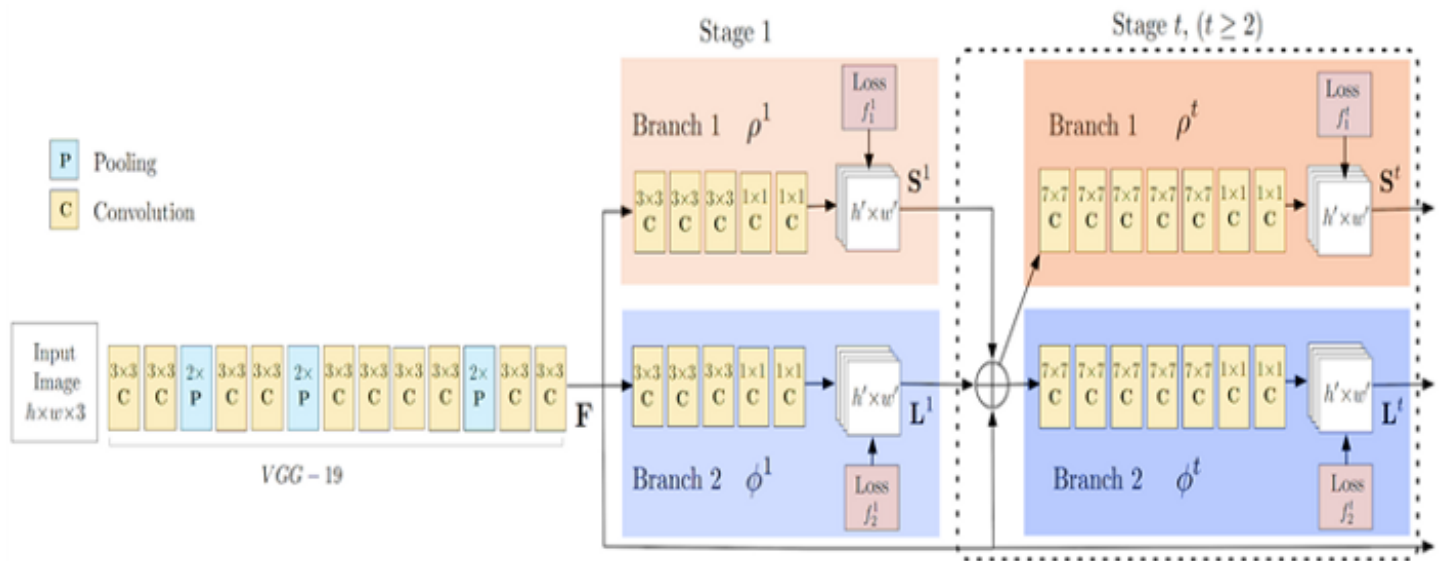 Stage 1
Stage t, (t ≥ 2)
P Pooling
C Convolution
Input
Image
h×w×3
3×3 3×3 2× 3×3 3×3 2× 3×3 3×3 3×3 3×3 2× 3×3 3×3
C C P C C P C C C C P C C
F
VGG − 19
Loss
f₁¹
Branch 1 ρ¹
3×3 3×3 3×3 1×1 1×1
C C C C C
h′×w′
S¹
3×3 3×3 3×3 1×1 1×1
C C C C C
h′×w′
L¹
Branch 2 ϕ¹
Loss
f₂¹
Loss
f₁ᵗ
Branch 1 ρᵗ
7×7 7×7 7×7 7×7 7×7 1×1 1×1
C C C C C C C
h′×w′
Sᵗ
7×7 7×7 7×7 7×7 7×7 1×1 1×1
C C C C C C C
h′×w′
Lᵗ
Branch 2 ϕᵗ
Loss
f₂ᵗ